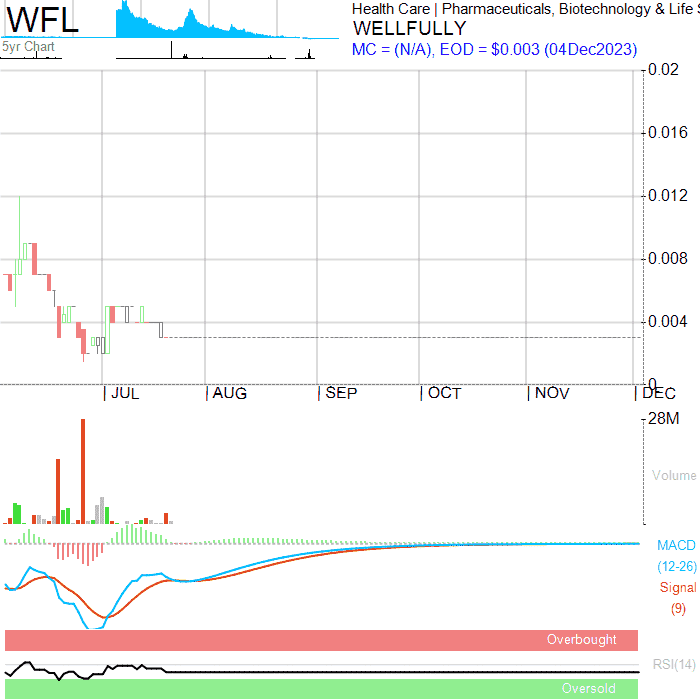 WFL
5yr Chart
Health Care | Pharmaceuticals, Biotechnology & Life S
WELLFULLY
MC = (N/A), EOD = $0.003 (04Dec2023)
0.02
0.016
0.012
0.008
0.004
0
JUL
AUG
SEP
OCT
NOV
DEC
28M
Volume
MACD
(12-26)
Signal
(9)
Overbought
RSI(14)
Oversold